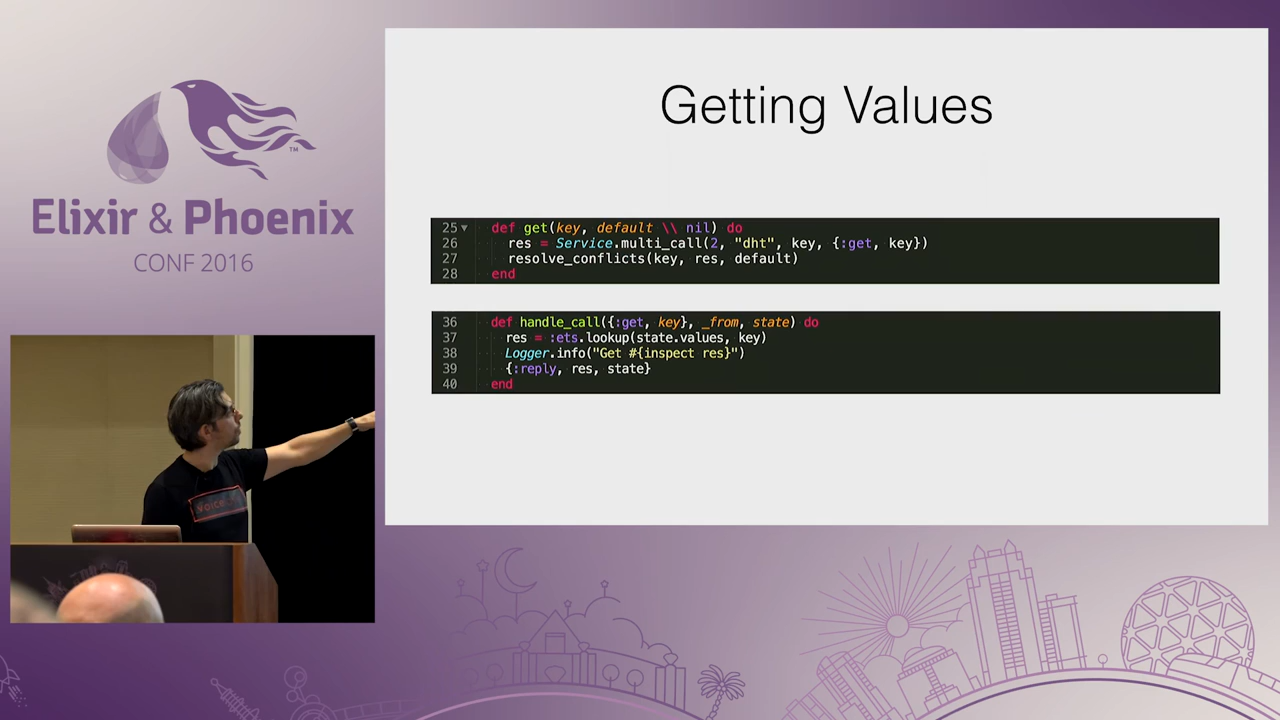 Elixir & Phoenix
CONF 2016
TM
Getting Values
25 def get(key, default \\ nil) do
26 res = Service.multi_call(2, "dht", key, {:get, key})
27 resolve_conflicts(key, res, default)
28 end
36 def handle_call({:get, key}, _from, state) do
37 res = :ets.lookup(state.values, key)
38 Logger.info("Get #{inspect res}")
39 {:reply, res, state}
40 end